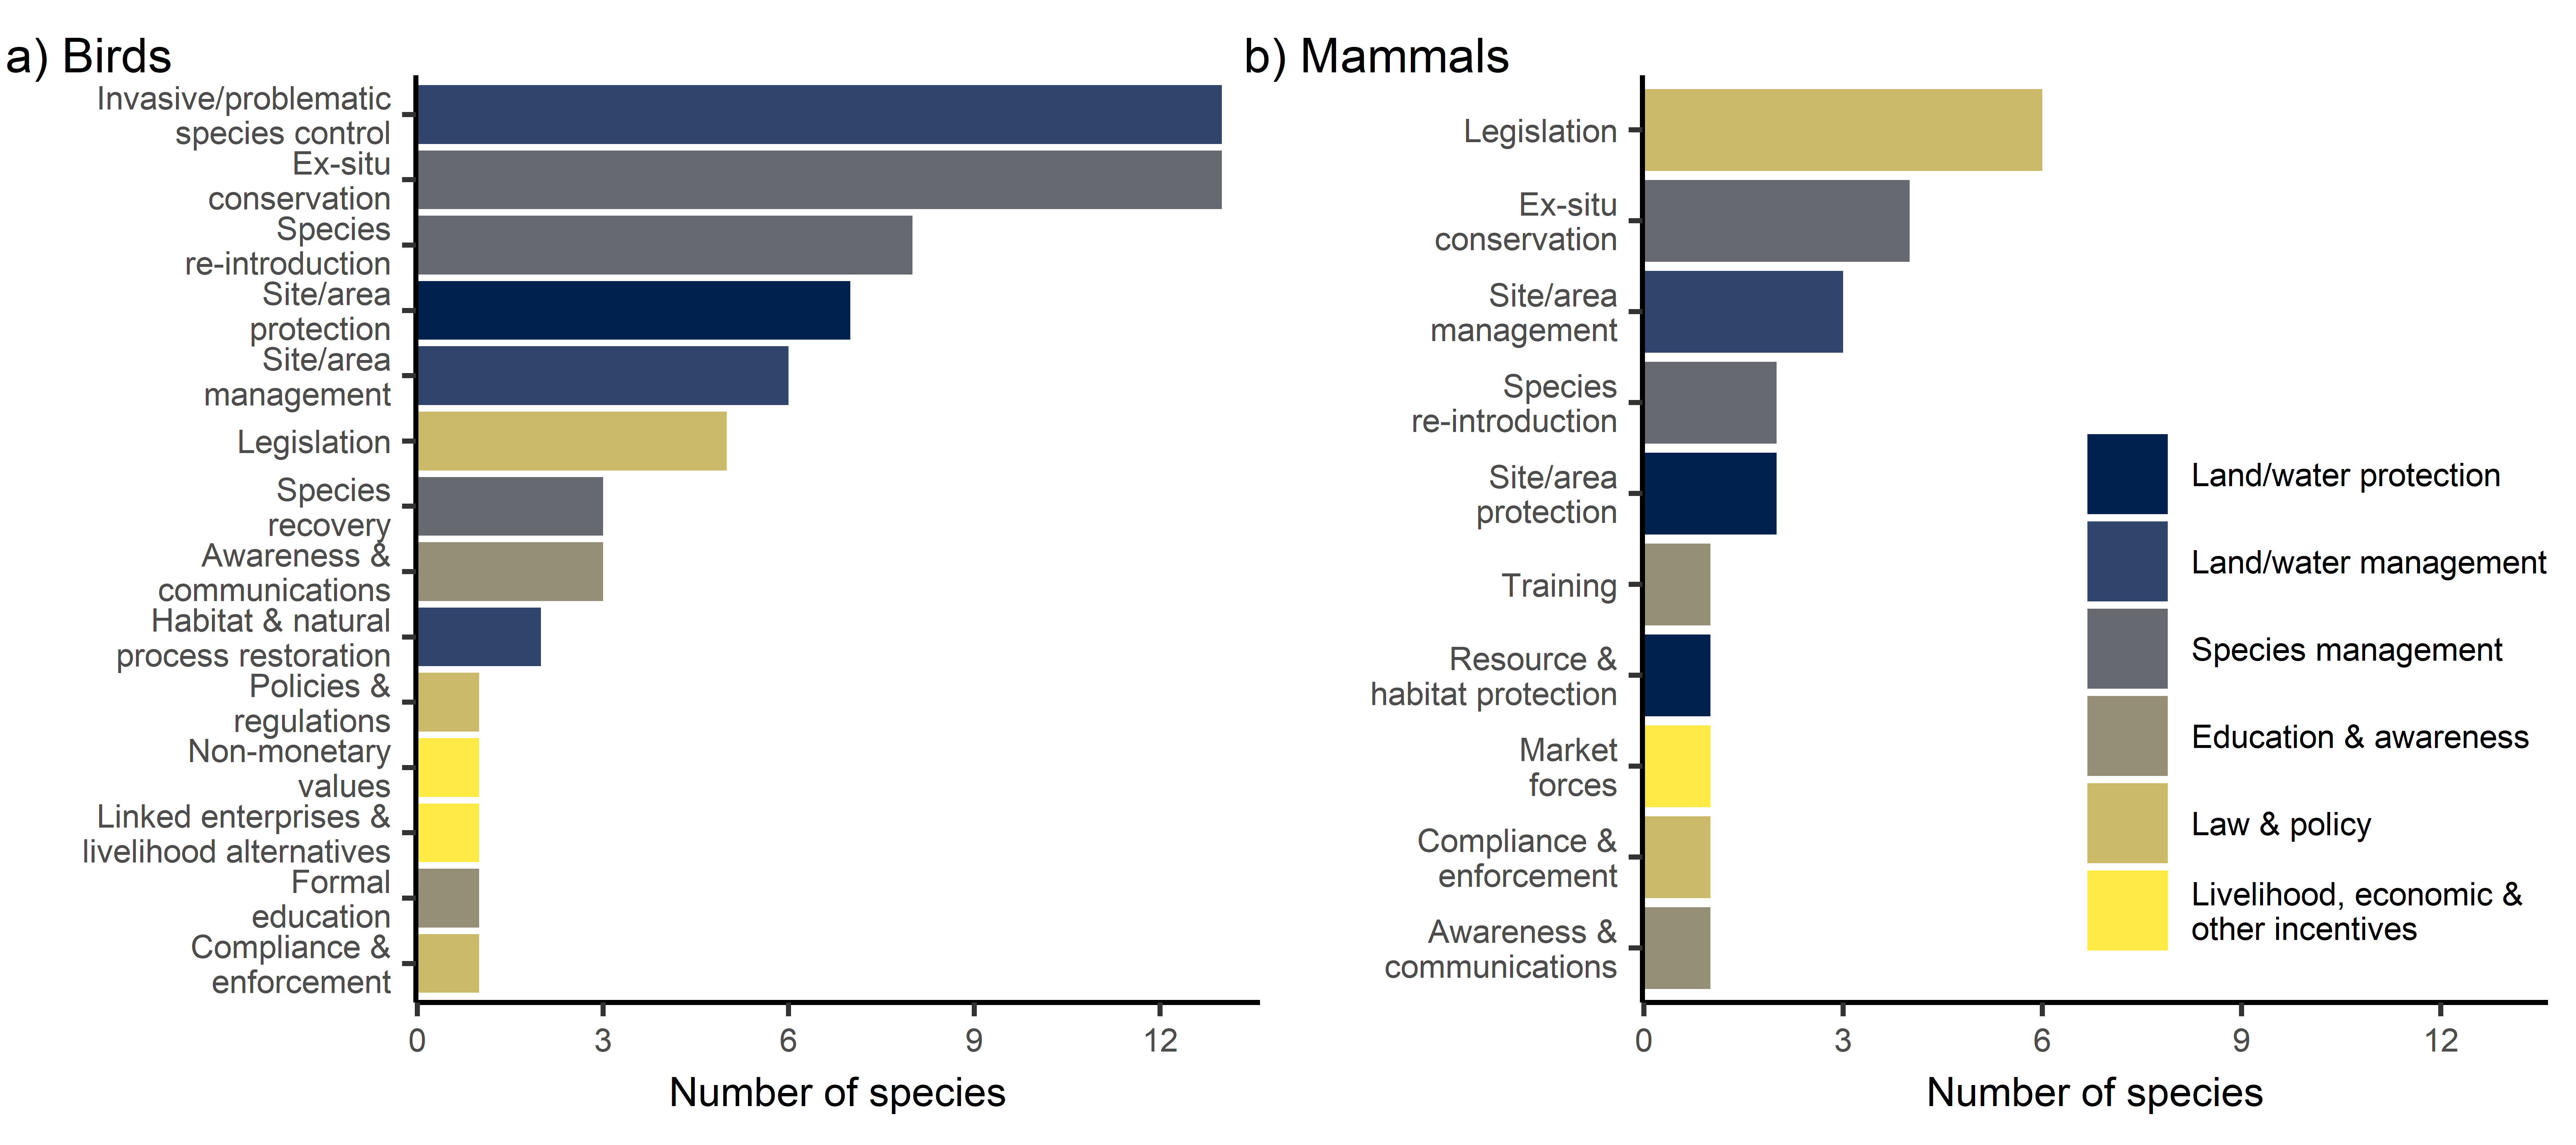 a) Birds
Invasive/problematic
species control
Ex-situ
conservation
Species
re-introduction
Site/area
protection
Site/area
management
Legislation
Species
recovery
Awareness &
communications
Habitat & natural
process restoration
Policies &
regulations
Non-monetary
values
Linked enterprises &
livelihood alternatives
Formal
education
Compliance &
enforcement
0 3 6 9 12
Number of species
b) Mammals
Legislation
Ex-situ
conservation
Site/area
management
Species
re-introduction
Site/area
protection
Training
Resource &
habitat protection
Market
forces
Compliance &
enforcement
Awareness &
communications
0 3 6 9 12
Number of species
Land/water protection
Land/water management
Species management
Education & awareness
Law & policy
Livelihood, economic &
other incentives